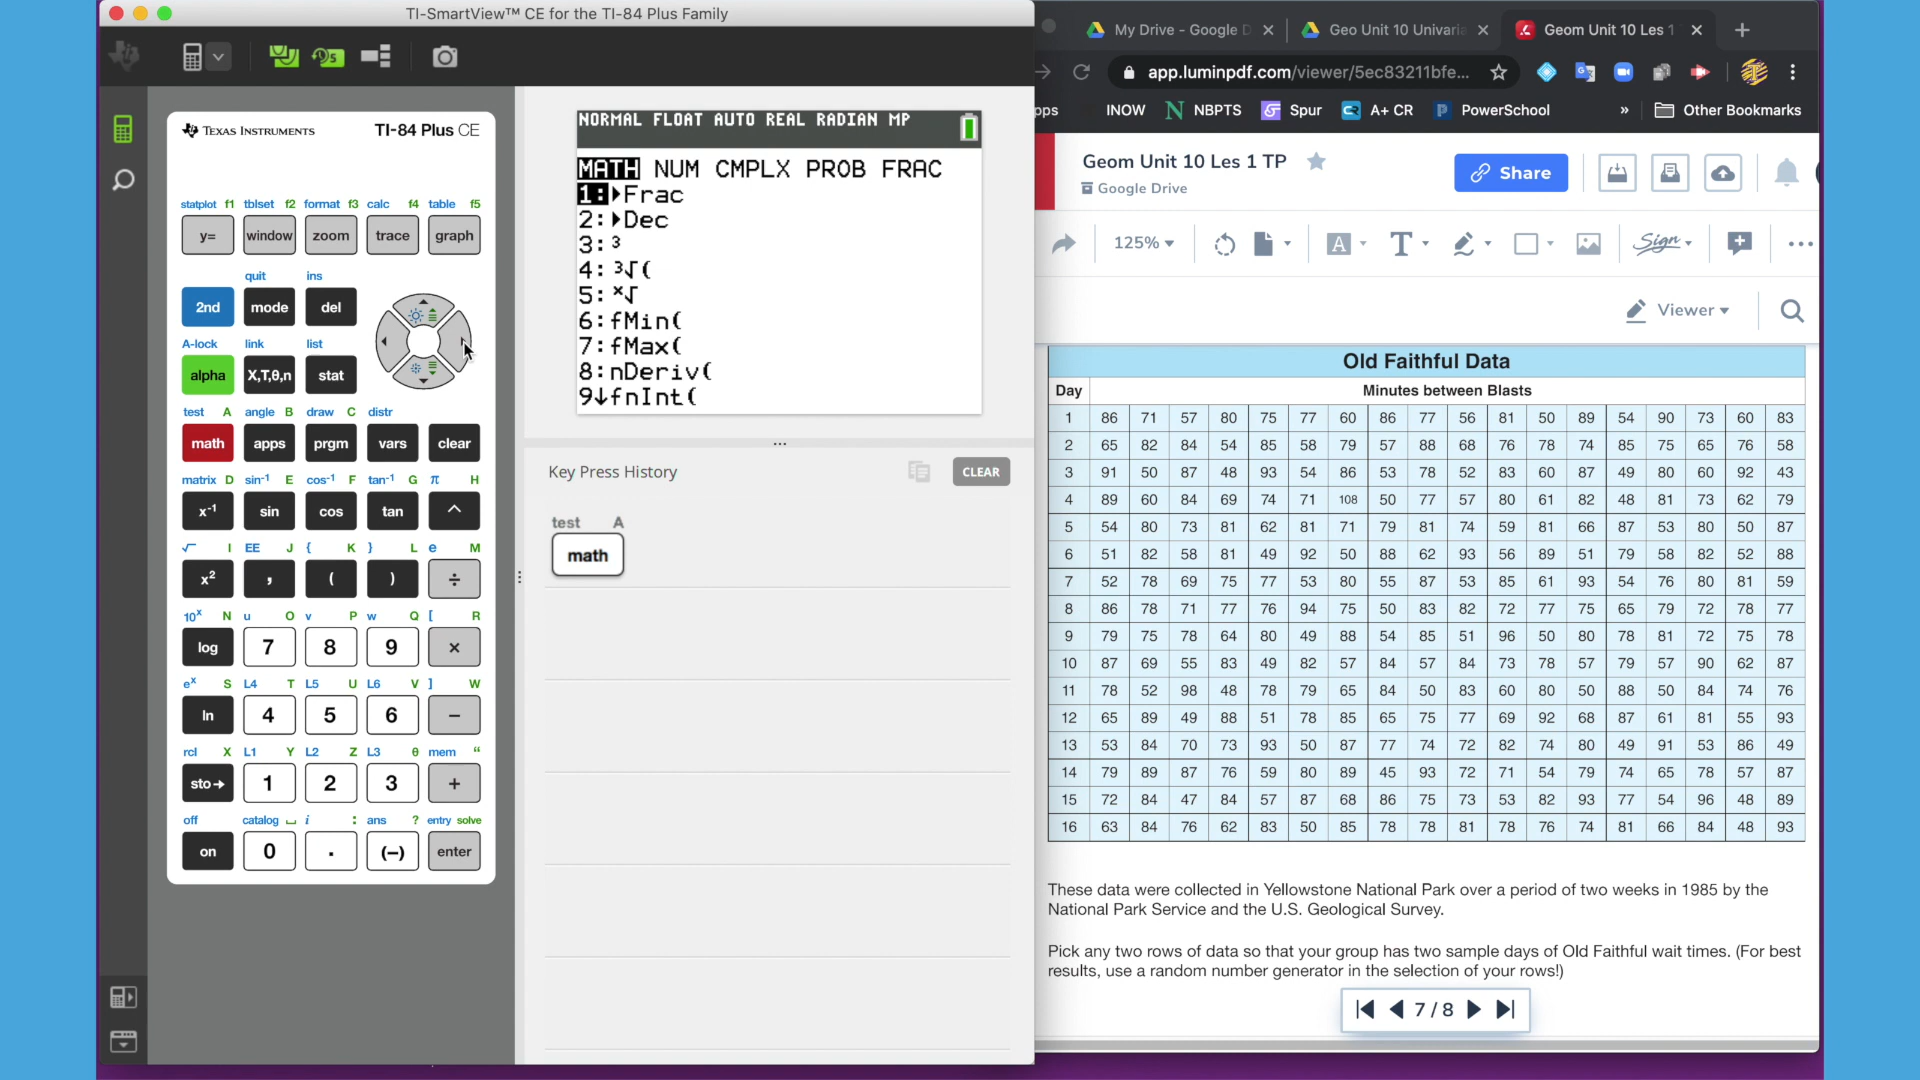 TI-SmartView™ CE for the TI-84 Plus Family
TEXAS INSTRUMENTS TI-84 Plus CE
statplot f1 tblset f2 format f3 calc f4 table f5
y= window zoom trace graph
quit ins
2nd mode del
A-lock link list
alpha X,T,θ,n stat
test A angle B draw C distr
math apps prgm vars clear
matrix D sin-1 E cos-1 F tan-1 G π H
x-1 sin cos tan ^
√ I EE J { K } L e M
x2 , ( ) ÷
10x N u O v P w Q [ R
log 7 8 9 ×
ex S L4 T L5 U L6 V ] W
ln 4 5 6 −
rcl X L1 Y L2 Z L3 θ mem “
sto→ 1 2 3 +
off catalog ⎵ i : ans ? entry solve
on 0 . (−) enter
NORMAL FLOAT AUTO REAL RADIAN MP
MATH NUM CMPLX PROB FRAC
1:▸Frac
2:▸Dec
3:³
4:³√(
5:ˣ√
6:fMin(
7:fMax(
8:nDeriv(
9↓fnInt(
Key Press History CLEAR
test A
math
My Drive - Google D Geo Unit 10 Univaria Geom Unit 10 Les 1
app.luminpdf.com/viewer/5ec83211bfe...
pps INOW NBPTS Spur A+ CR PowerSchool » Other Bookmarks
Geom Unit 10 Les 1 TP Share
Google Drive
125% A T Sign
Viewer
Old Faithful Data
Day Minutes between Blasts
1 86 71 57 80 75 77 60 86 77 56 81 50 89 54 90 73 60 83
2 65 82 84 54 85 58 79 57 88 68 76 78 74 85 75 65 76 58
3 91 50 87 48 93 54 86 53 78 52 83 60 87 49 80 60 92 43
4 89 60 84 69 74 71 108 50 77 57 80 61 82 48 81 73 62 79
5 54 80 73 81 62 81 71 79 81 74 59 81 66 87 53 80 50 87
6 51 82 58 81 49 92 50 88 62 93 56 89 51 79 58 82 52 88
7 52 78 69 75 77 53 80 55 87 53 85 61 93 54 76 80 81 59
8 86 78 71 77 76 94 75 50 83 82 72 77 75 65 79 72 78 77
9 79 75 78 64 80 49 88 54 85 51 96 50 80 78 81 72 75 78
10 87 69 55 83 49 82 57 84 57 84 73 78 57 79 57 90 62 87
11 78 52 98 48 78 79 65 84 50 83 60 80 50 88 50 84 74 76
12 65 89 49 88 51 78 85 65 75 77 69 92 68 87 61 81 55 93
13 53 84 70 73 93 50 87 77 74 72 82 74 80 49 91 53 86 49
14 79 89 87 76 59 80 89 45 93 72 71 54 79 74 65 78 57 87
15 72 84 47 84 57 87 68 86 75 73 53 82 93 77 54 96 48 89
16 63 84 76 62 83 50 85 78 78 81 78 76 74 81 66 84 48 93
These data were collected in Yellowstone National Park over a period of two weeks in 1985 by the
National Park Service and the U.S. Geological Survey.
Pick any two rows of data so that your group has two sample days of Old Faithful wait times. (For best
results, use a random number generator in the selection of your rows!)
7 / 8